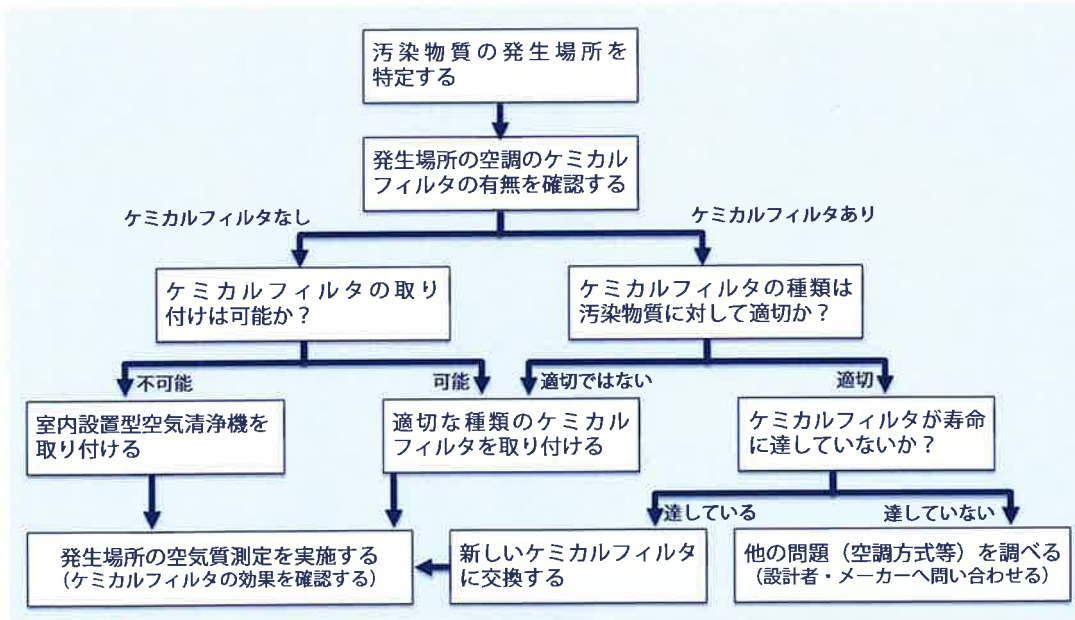 汚染物質の発生場所を
特定する
発生場所の空調のケミカル
フィルタの有無を確認する
ケミカルフィルタなし
ケミカルフィルタあり
ケミカルフィルタの取り
付けは可能か？
ケミカルフィルタの種類は
汚染物質に対して適切か？
不可能
可能
適切ではない
適切
室内設置型空気清浄機を
取り付ける
適切な種類のケミカル
フィルタを取り付ける
ケミカルフィルタが寿命
に達していないか？
達している
達していない
発生場所の空気質測定を実施する
（ケミカルフィルタの効果を確認する）
新しいケミカルフィルタ
に交換する
他の問題（空調方式等）を調べる
（設計者・メーカーへ問い合わせる）